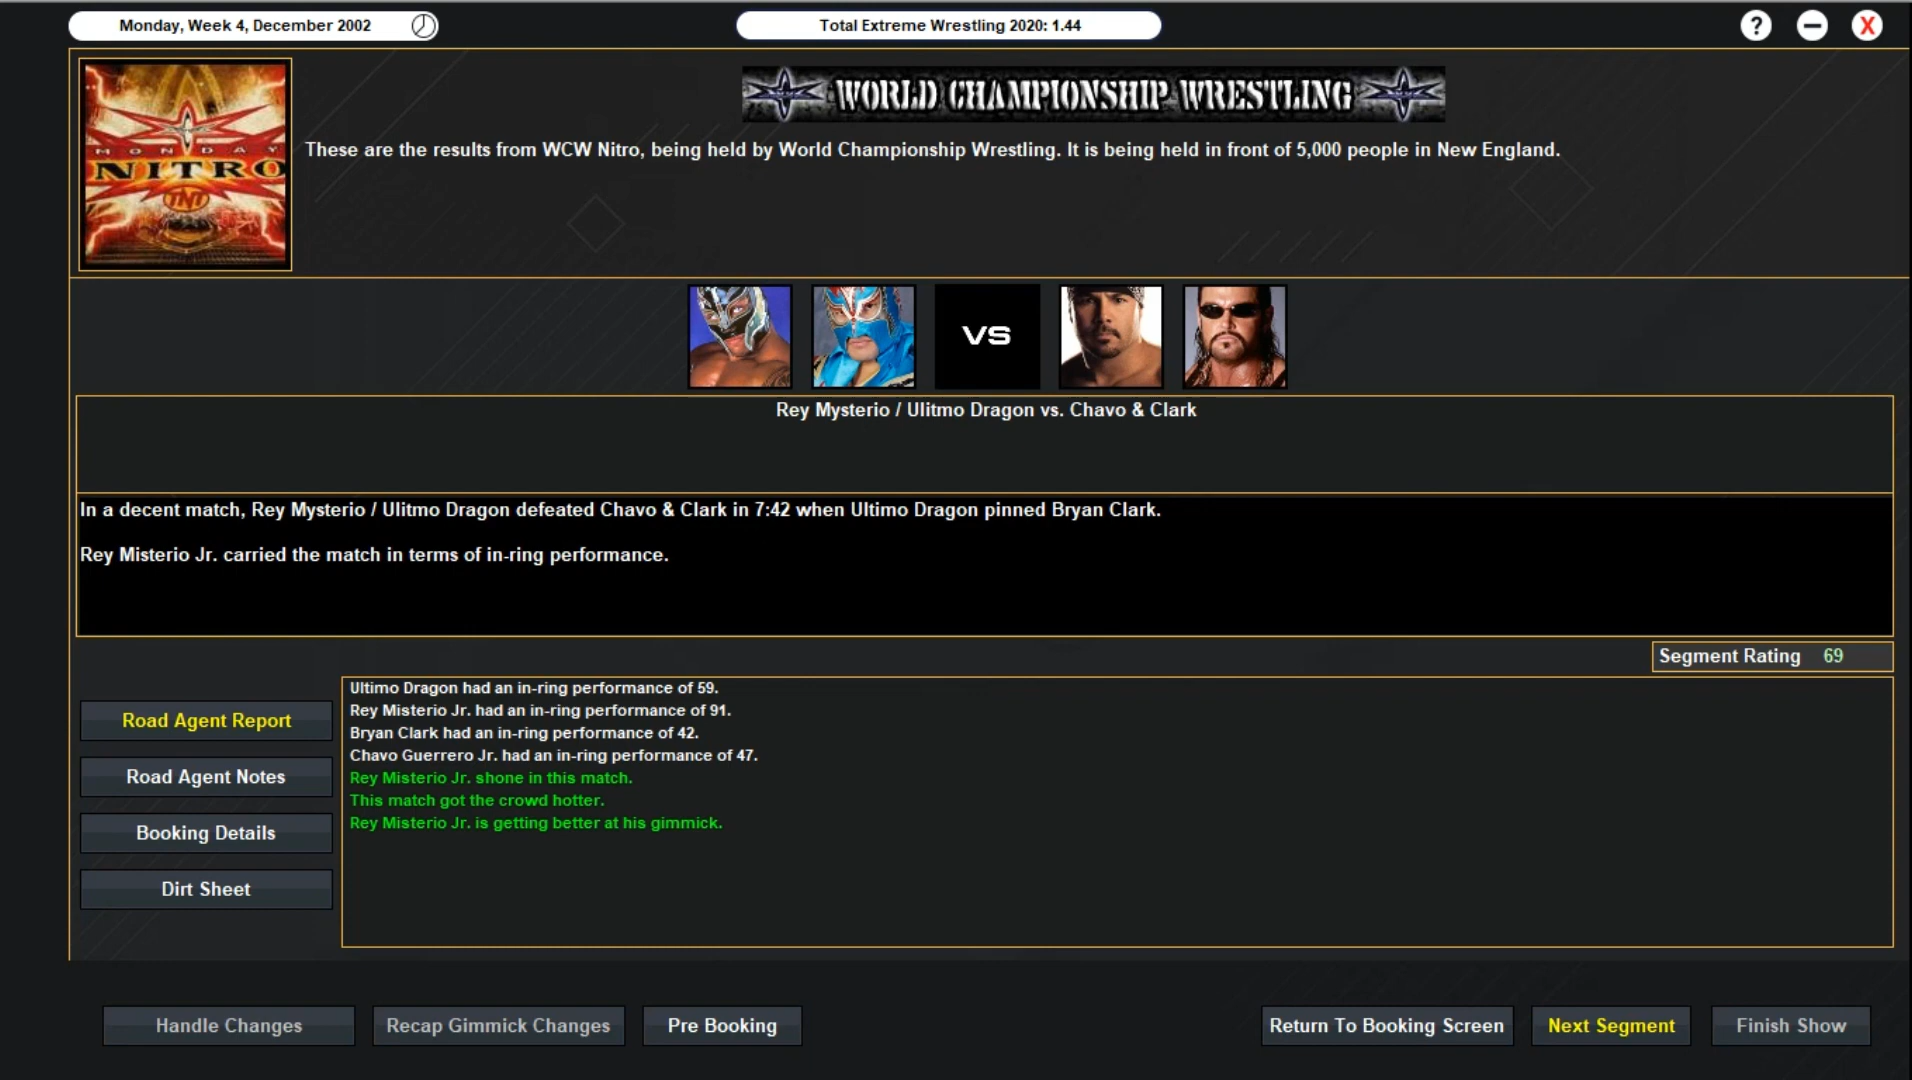 Monday, Week 4, December 2002
Total Extreme Wrestling 2020: 1.44
?
X
MONDAY
NITRO
TNT
WORLD CHAMPIONSHIP WRESTLING
These are the results from WCW Nitro, being held by World Championship Wrestling. It is being held in front of 5,000 people in New England.
VS
Rey Mysterio / Ulitmo Dragon vs. Chavo & Clark
In a decent match, Rey Mysterio / Ulitmo Dragon defeated Chavo & Clark in 7:42 when Ultimo Dragon pinned Bryan Clark.
Rey Misterio Jr. carried the match in terms of in-ring performance.
Segment Rating 69
Road Agent Report
Road Agent Notes
Booking Details
Dirt Sheet
Ultimo Dragon had an in-ring performance of 59.
Rey Misterio Jr. had an in-ring performance of 91.
Bryan Clark had an in-ring performance of 42.
Chavo Guerrero Jr. had an in-ring performance of 47.
Rey Misterio Jr. shone in this match.
This match got the crowd hotter.
Rey Misterio Jr. is getting better at his gimmick.
Handle Changes
Recap Gimmick Changes
Pre Booking
Return To Booking Screen
Next Segment
Finish Show